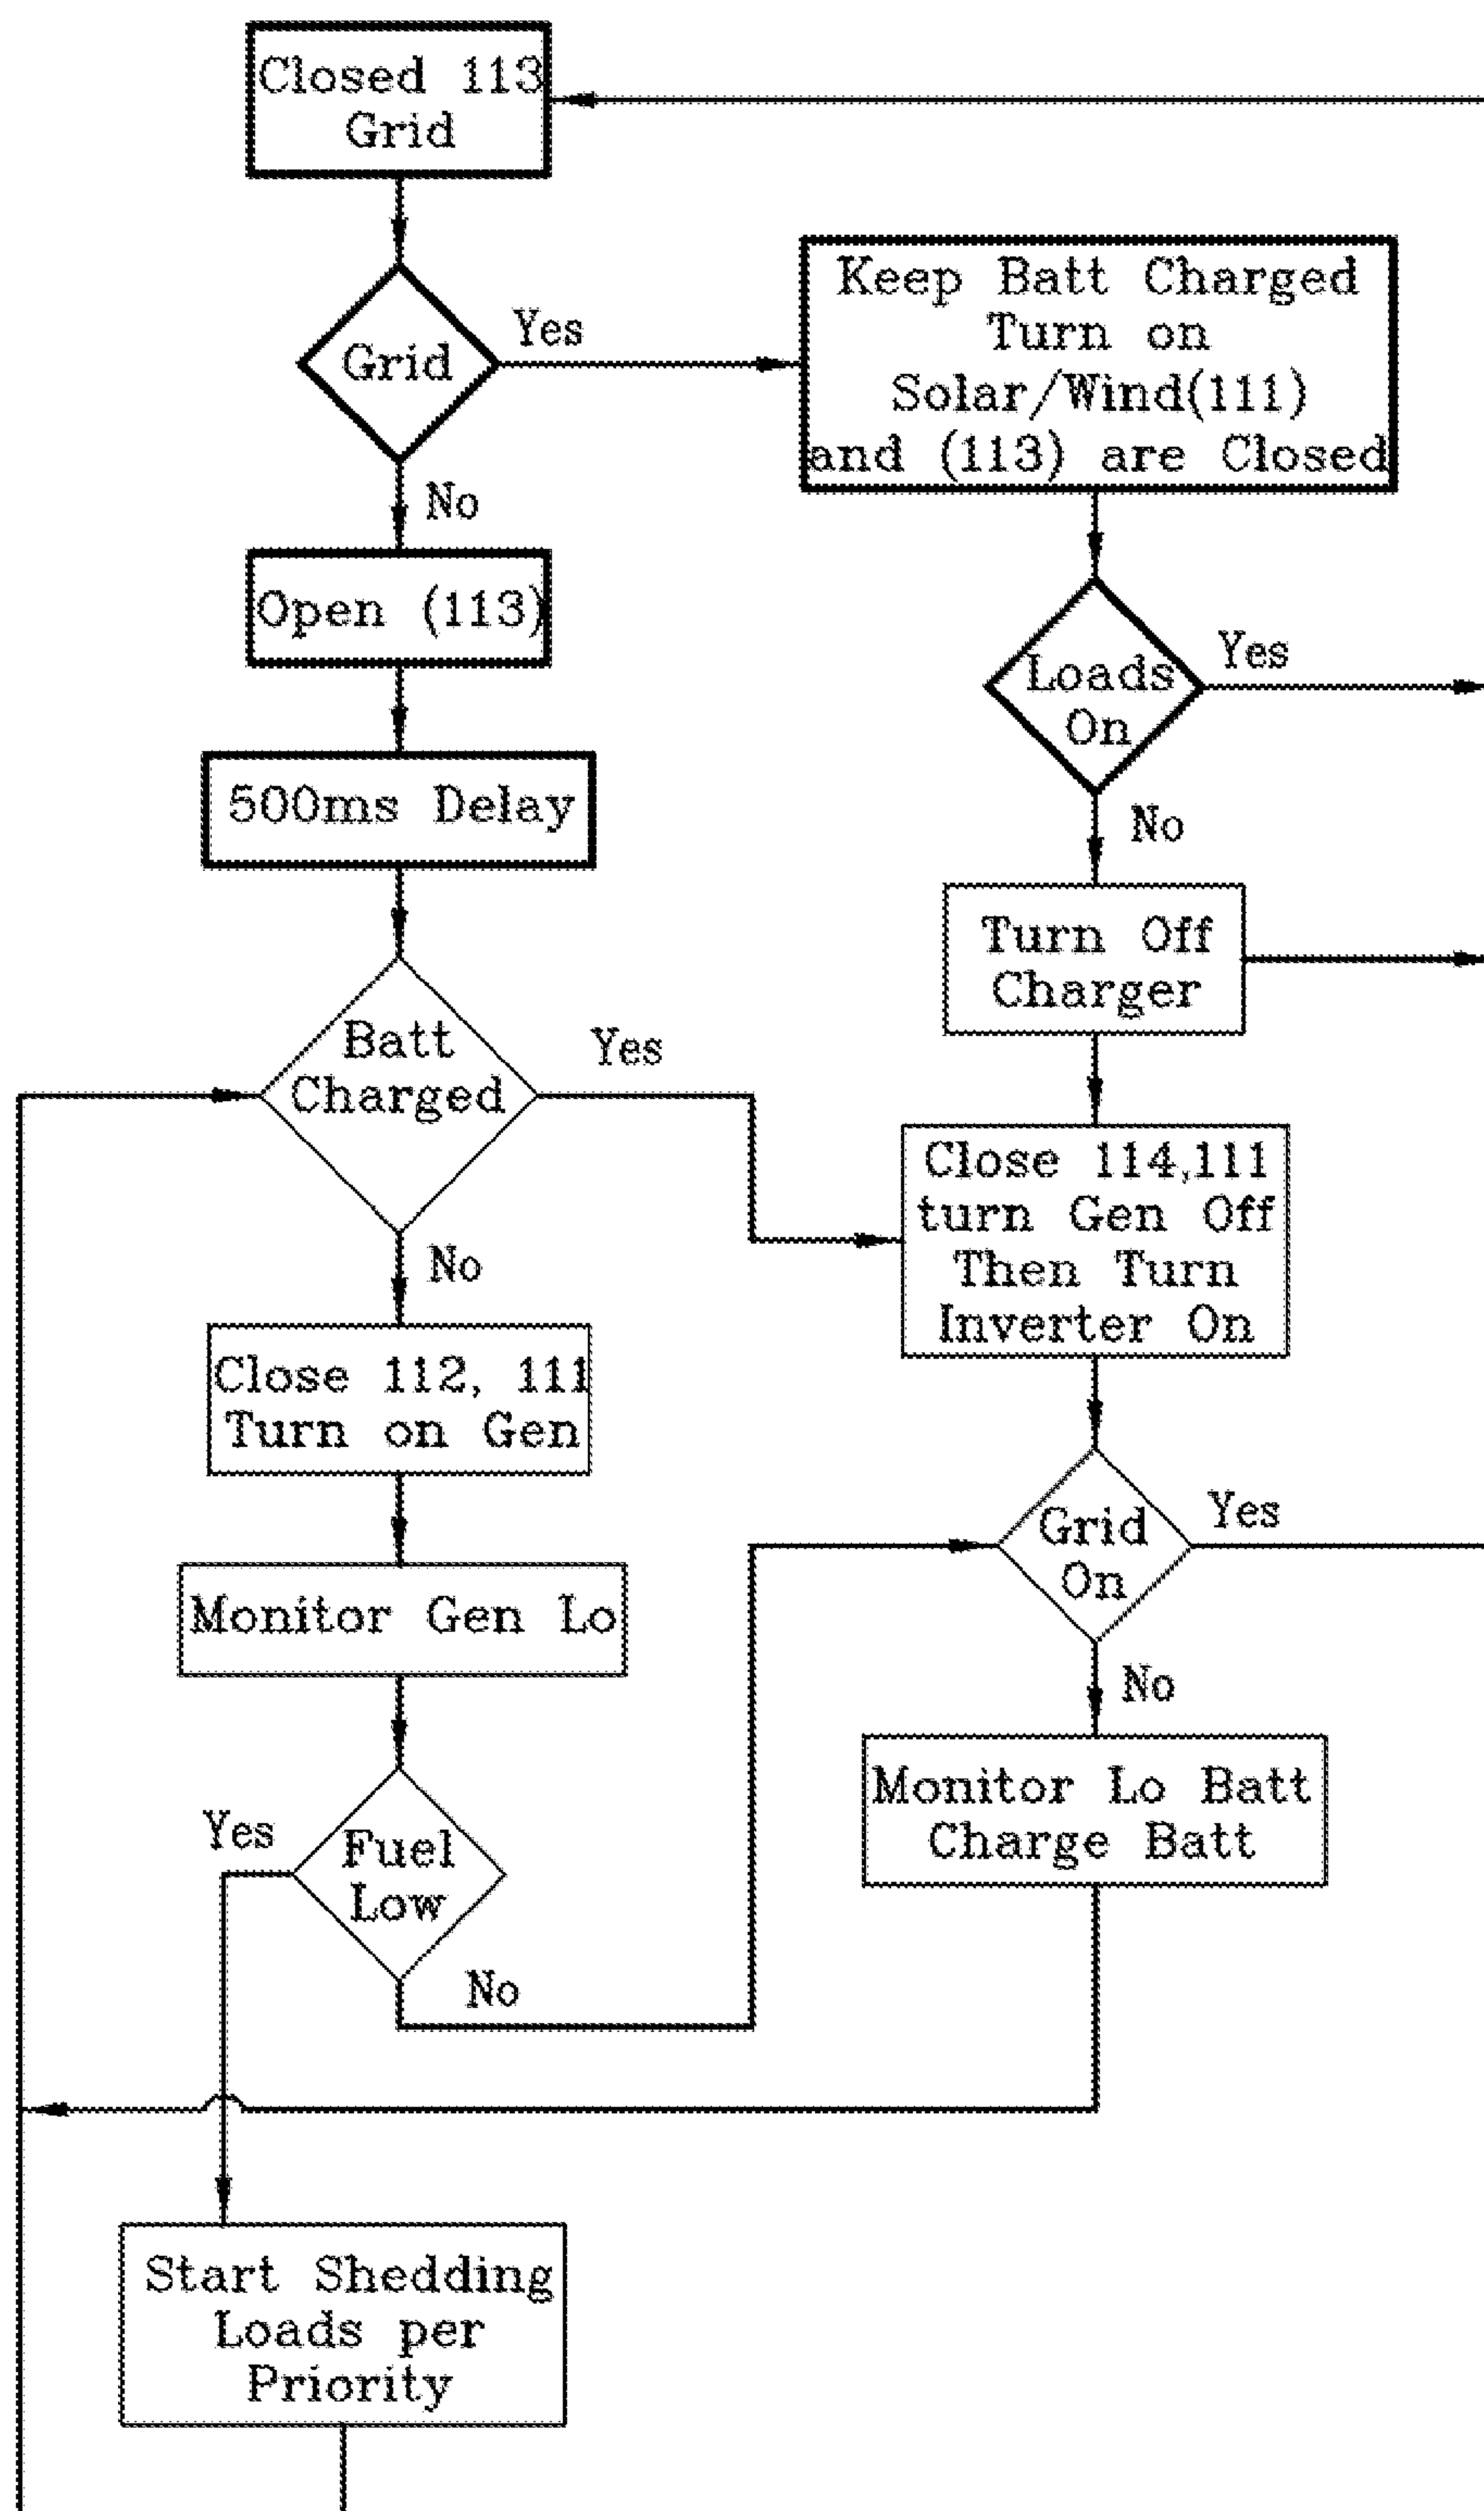 Closed 113
Grid
Grid
Yes
Keep Batt Charged
Turn on
Solar/Wind(111)
and (113) are Closed
No
Open (113)
Loads
On
Yes
500ms Delay
No
Turn Off
Charger
Batt
Charged
Yes
Close 114,111
turn Gen Off
Then Turn
Inverter On
No
Close 112, 111
Turn on Gen
Grid
On
Yes
Monitor Gen Lo
No
Monitor Lo Batt
Charge Batt
Yes
Fuel
Low
No
Start Shedding
Loads per
Priority